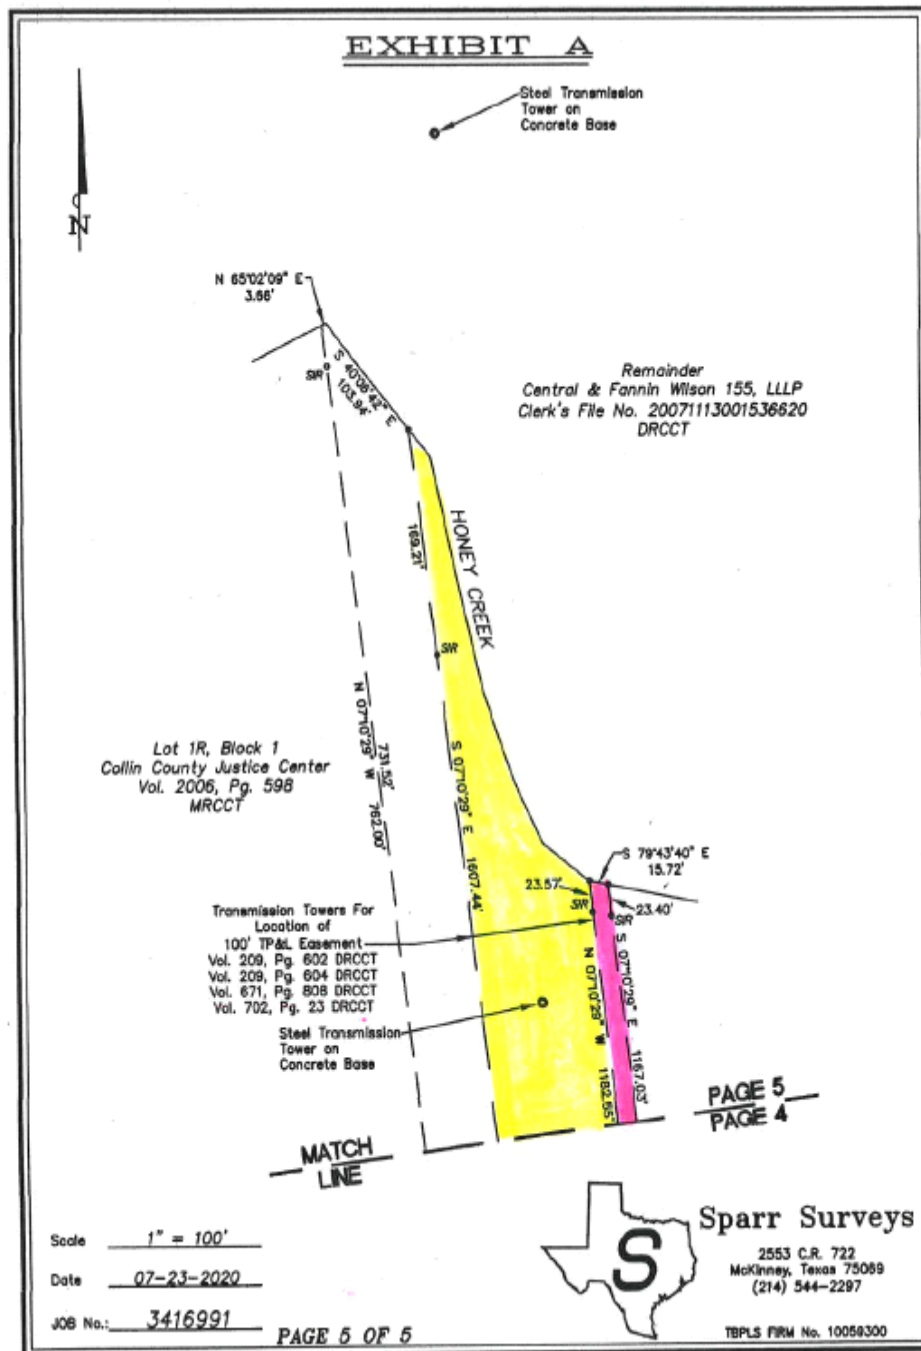 EXHIBIT A
Steel Transmission
Tower on
Concrete Base
N
N 65°02'09" E
3.66'
SIR
S 40°06'42" E
103.94'
Remainder
Central & Fannin Wilson 155, LLLP
Clerk's File No. 20071113001536620
DRCCT
HONEY CREEK
169.21'
SIR
N 07°10'29" W
731.52'
762.00'
S 07°10'29" E 1607.44'
Lot 1R, Block 1
Collin County Justice Center
Vol. 2006, Pg. 598
MRCCT
S 79°43'40" E
15.72'
23.57'
23.40'
SIR
SIR
Transmission Towers For
Location of
100' TP&L Easement
Vol. 209, Pg. 602 DRCCT
Vol. 209, Pg. 604 DRCCT
Vol. 671, Pg. 808 DRCCT
Vol. 702, Pg. 23 DRCCT
Steel Transmission
Tower on
Concrete Base
N 07°10'29" W 1182.55'
S 07°10'29" E 1167.03'
PAGE 5
PAGE 4
MATCH
LINE
Scale 1" = 100'
Date 07-23-2020
JOB No.: 3416991
PAGE 5 OF 5
S
Sparr Surveys
2553 C.R. 722
McKinney, Texas 75069
(214) 544-2297
TBPLS FIRM No. 10059300